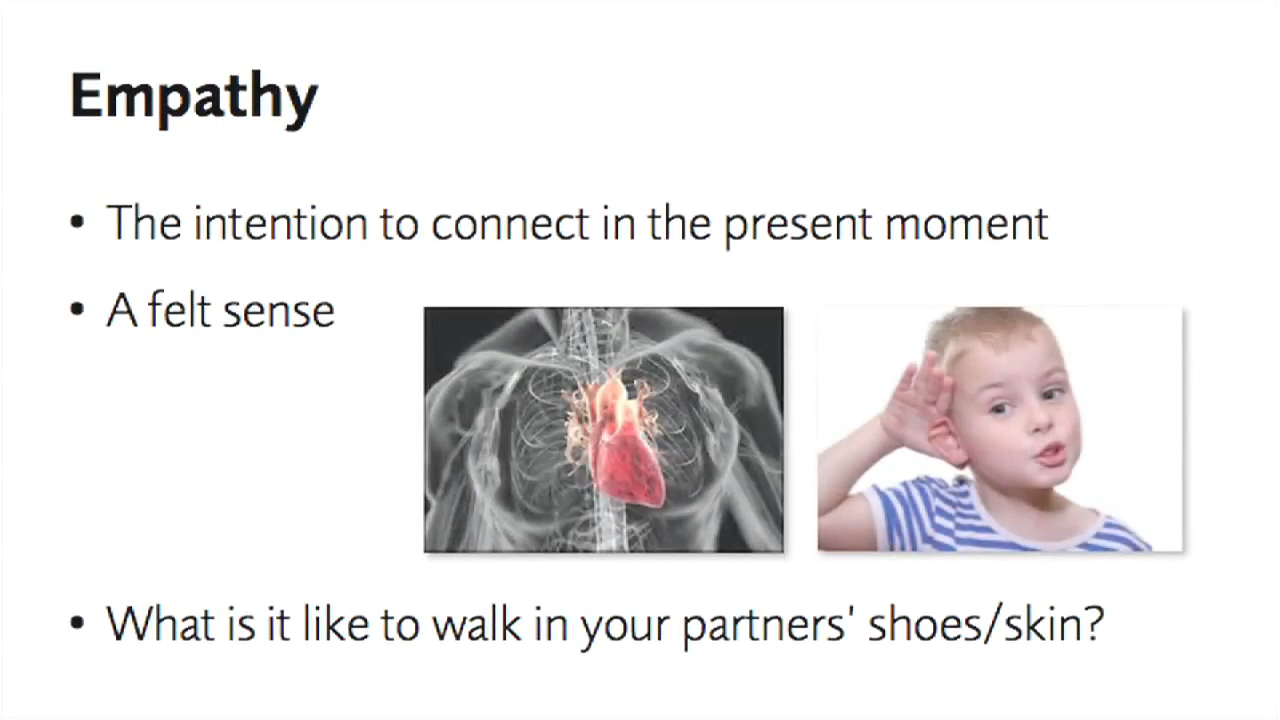 Empathy
• The intention to connect in the present moment
• A felt sense
• What is it like to walk in your partners' shoes/skin?